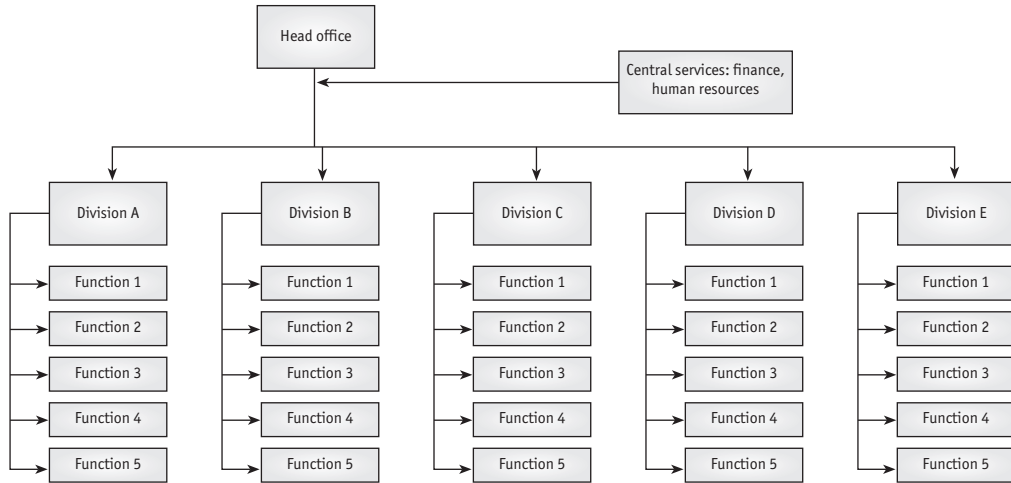 Head office
Central services: finance,
human resources
Division A
Division B
Division C
Division D
Division E
Function 1
Function 1
Function 1
Function 1
Function 1
Function 2
Function 2
Function 2
Function 2
Function 2
Function 3
Function 3
Function 3
Function 3
Function 3
Function 4
Function 4
Function 4
Function 4
Function 4
Function 5
Function 5
Function 5
Function 5
Function 5